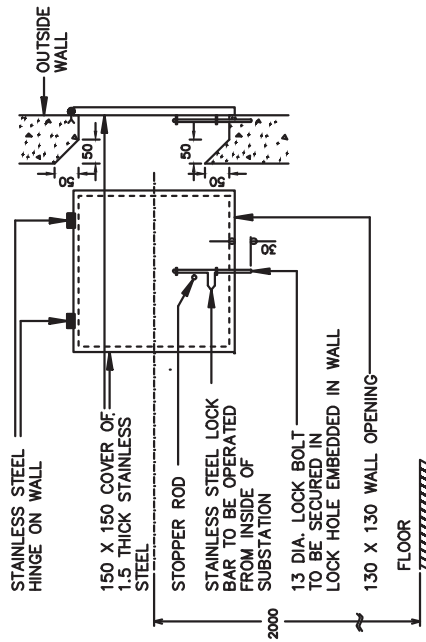 STAINLESS STEEL
HINGE ON WALL
150 X 150 COVER OF
1.5 THICK STAINLESS
STEEL
STOPPER ROD
STAINLESS STEEL LOCK
BAR TO BE OPERATED
FROM INSIDE OF
SUBSTATION
13 DIA. LOCK BOLT
TO BE SECURED IN
LOCK HOLE EMBEDDED IN WALL
130 X 130 WALL OPENING
FLOOR
2000
OUTSIDE
WALL
50
50
50
50
30